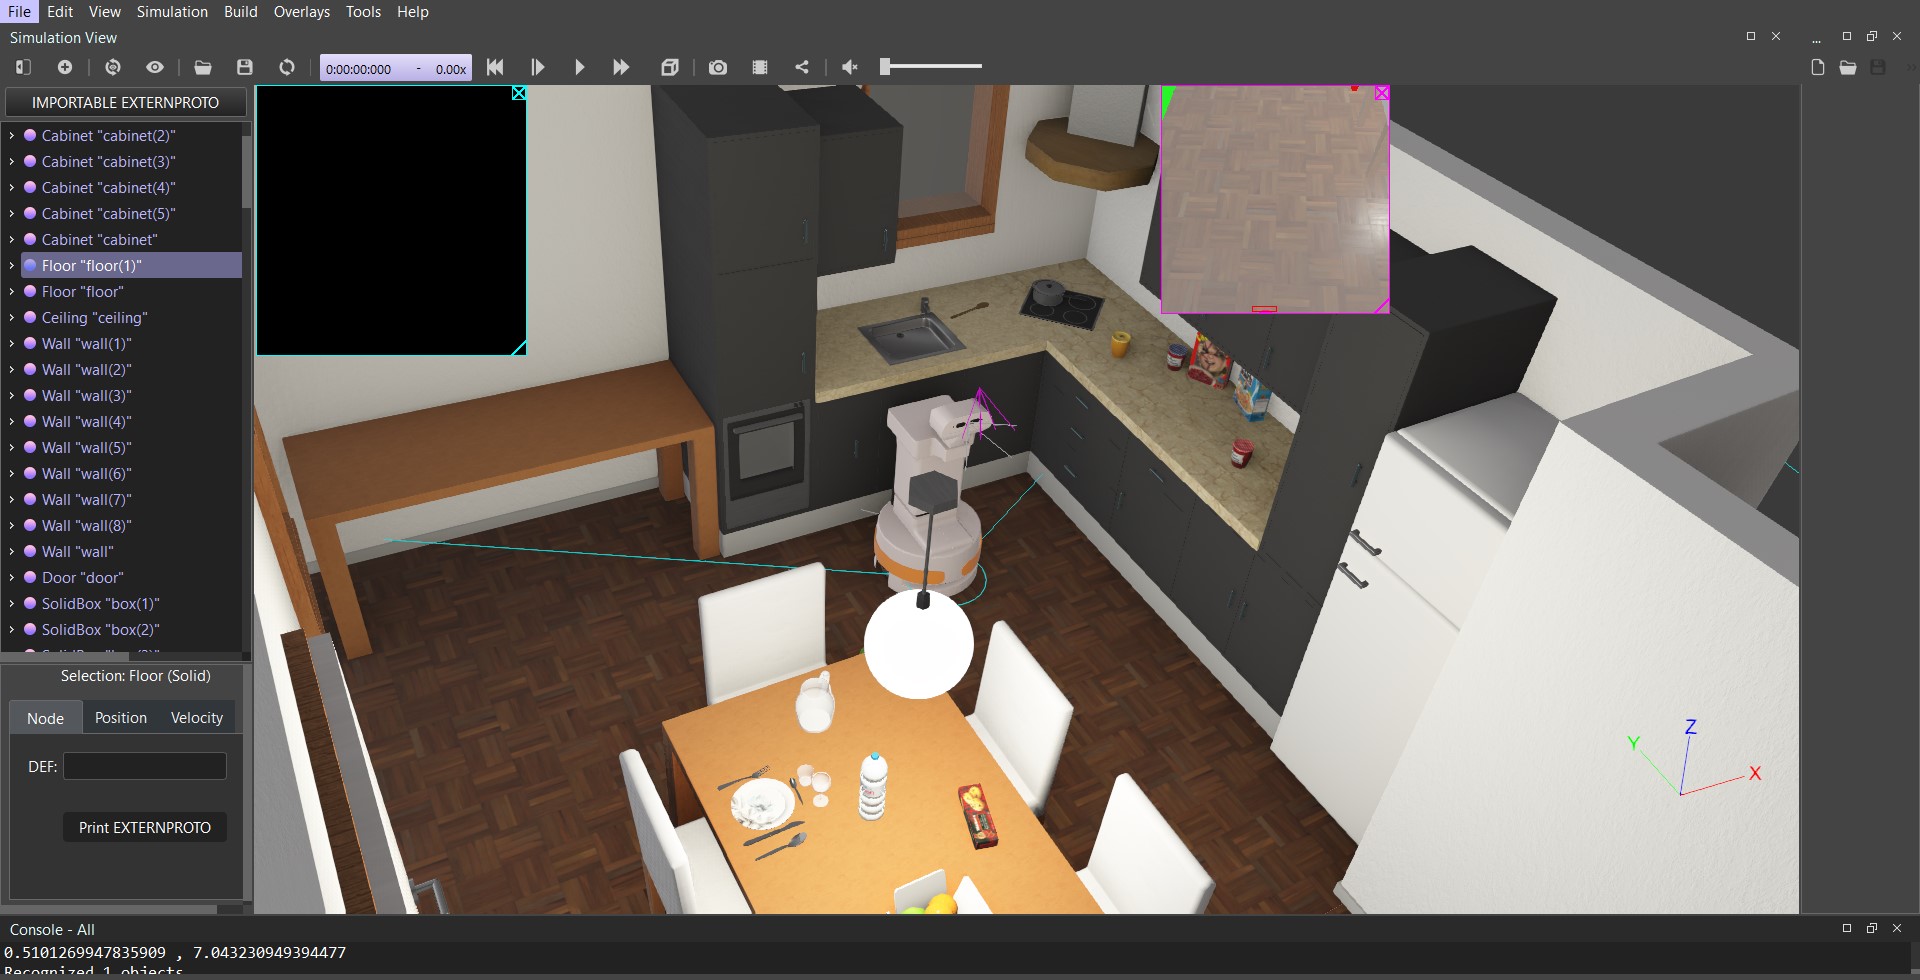 File Edit View Simulation Build Overlays Tools Help
Simulation View
0:00:00:000 - 0.00x
IMPORTABLE EXTERNPROTO
Cabinet "cabinet(2)"
Cabinet "cabinet(3)"
Cabinet "cabinet(4)"
Cabinet "cabinet(5)"
Cabinet "cabinet"
Floor "floor(1)"
Floor "floor"
Ceiling "ceiling"
Wall "wall(1)"
Wall "wall(2)"
Wall "wall(3)"
Wall "wall(4)"
Wall "wall(5)"
Wall "wall(6)"
Wall "wall(7)"
Wall "wall(8)"
Wall "wall"
Door "door"
SolidBox "box(1)"
SolidBox "box(2)"
Selection: Floor (Solid)
Node Position Velocity
DEF:
Print EXTERNPROTO
Z
Y
X
Console - All
0.5101269947835909 , 7.043230949394477
Recognized 1 objects